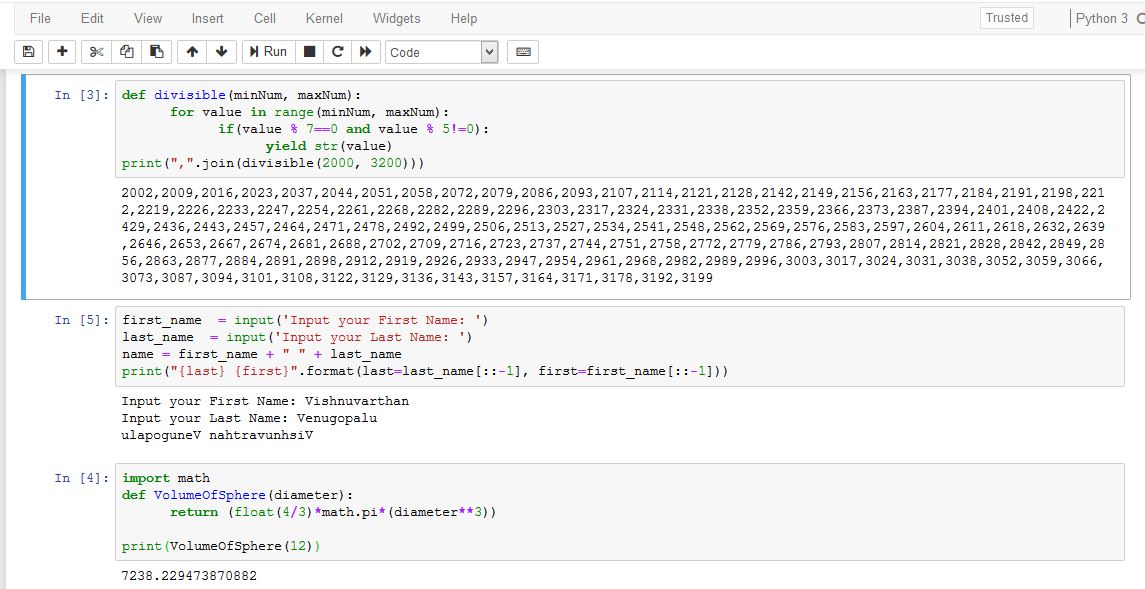 File Edit View Insert Cell Kernel Widgets Help Trusted Python 3
Run Code
In [3]: def divisible(minNum, maxNum):
for value in range(minNum, maxNum):
if(value % 7==0 and value % 5!=0):
yield str(value)
print(",".join(divisible(2000, 3200)))
2002,2009,2016,2023,2037,2044,2051,2058,2072,2079,2086,2093,2107,2114,2121,2128,2142,2149,2156,2163,2177,2184,2191,2198,221
2,2219,2226,2233,2247,2254,2261,2268,2282,2289,2296,2303,2317,2324,2331,2338,2352,2359,2366,2373,2387,2394,2401,2408,2422,2
429,2436,2443,2457,2464,2471,2478,2492,2499,2506,2513,2527,2534,2541,2548,2562,2569,2576,2583,2597,2604,2611,2618,2632,2639
,2646,2653,2667,2674,2681,2688,2702,2709,2716,2723,2737,2744,2751,2758,2772,2779,2786,2793,2807,2814,2821,2828,2842,2849,28
56,2863,2877,2884,2891,2898,2912,2919,2926,2933,2947,2954,2961,2968,2982,2989,2996,3003,3017,3024,3031,3038,3052,3059,3066,
3073,3087,3094,3101,3108,3122,3129,3136,3143,3157,3164,3171,3178,3192,3199
In [5]: first_name  = input('Input your First Name: ')
last_name  = input('Input your Last Name: ')
name = first_name + " " + last_name
print("{last} {first}".format(last=last_name[::-1], first=first_name[::-1]))
Input your First Name: Vishnuvarthan
Input your Last Name: Venugopalu
ulapoguneV nahtravunhsiV
In [4]: import math
def VolumeOfSphere(diameter):
return (float(4/3)*math.pi*(diameter**3))
print(VolumeOfSphere(12))
7238.229473870882